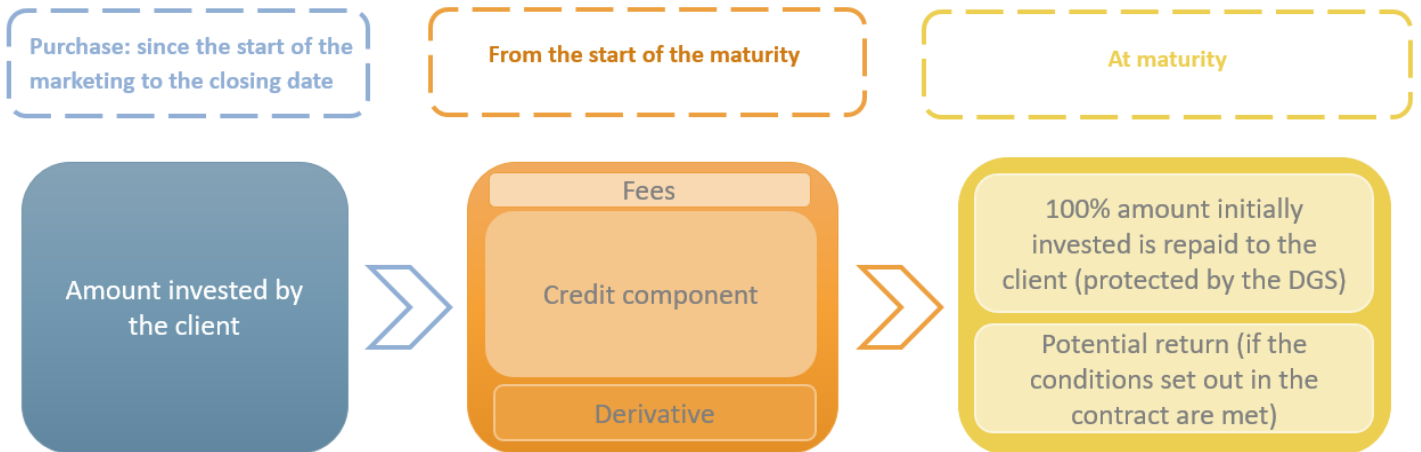 Purchase: since the start of the
marketing to the closing date
From the start of the maturity
At maturity
Amount invested by
the client
Fees
Credit component
Derivative
100% amount initially
invested is repaid to the
client (protected by the DGS)
Potential return (if the
conditions set out in the
contract are met)